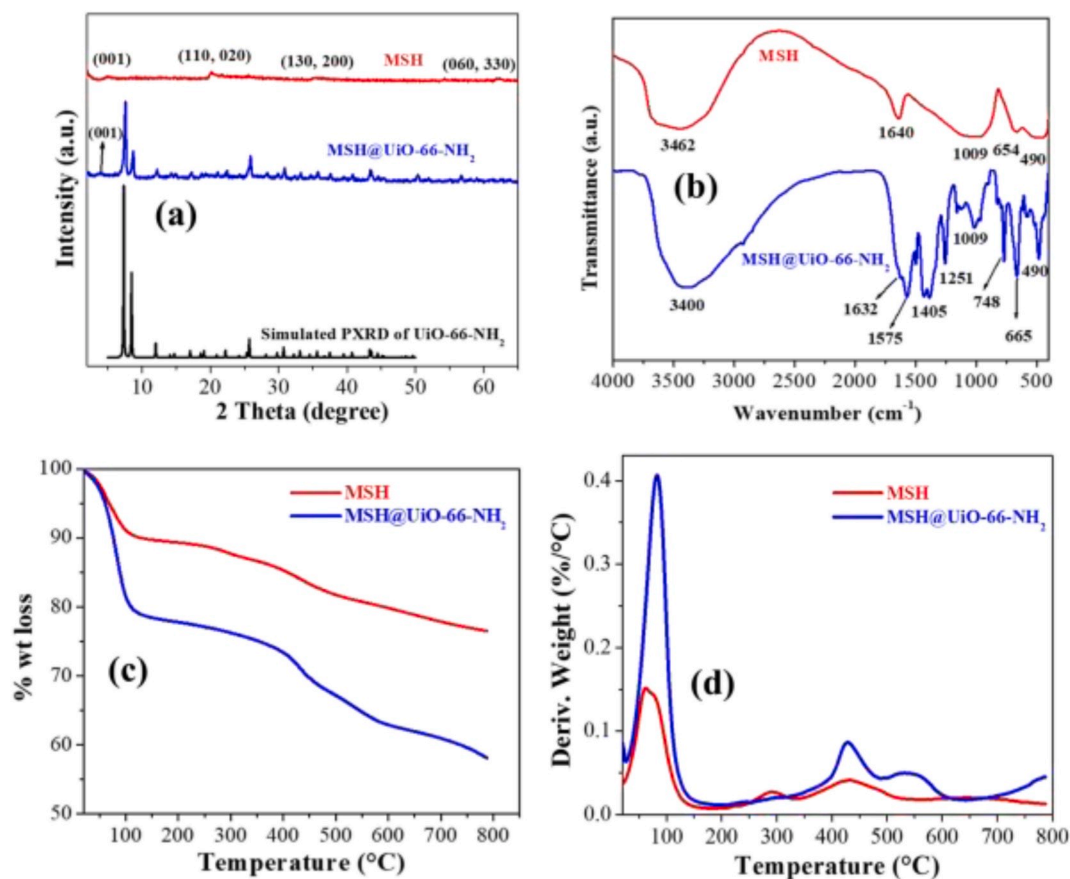 (001)
(110, 020)
(130, 200)
MSH
(060, 330)
(001)
MSH@UiO-66-NH2
(a)
Simulated PXRD of UiO-66-NH2
Intensity (a.u.)
10
20
30
40
50
60
2 Theta (degree)
MSH
3462
1640
1009
654
490
(b)
MSH@UiO-66-NH2
3400
1632
1575
1405
1251
1009
748
665
490
Transmittance (a.u.)
4000
3000
2000
1500
1000
500
Wavenumber (cm-1)
100
90
80
70
60
50
% wt loss
MSH
MSH@UiO-66-NH2
(c)
100
200
300
400
500
600
700
800
Temperature (°C)
0.4
0.3
0.2
0.1
0.0
Deriv. Weight (%/°C)
MSH
MSH@UiO-66-NH2
(d)
100
200
300
400
500
600
700
800
Temperature (°C)